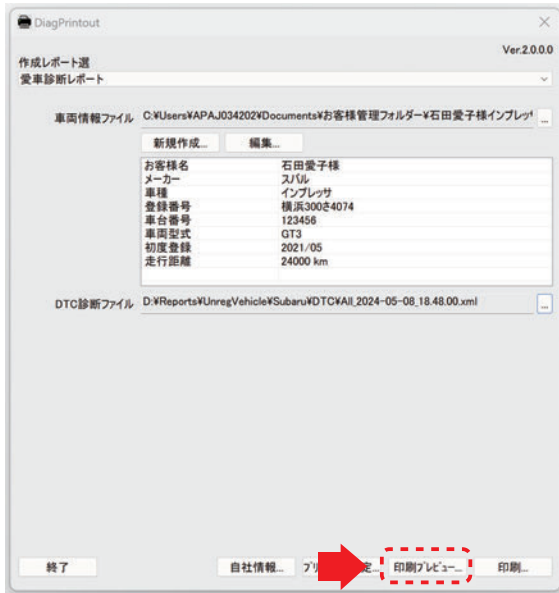 DiagPrintout
Ver.2.0.0.0
作成レポート選
愛車診断レポート
車両情報ファイル C:¥Users¥APAJ034202¥Documents¥お客様管理フォルダー¥石田愛子様インプレッ ...
新規作成... 編集...
お客様名 石田愛子様
メーカー スバル
車種 インプレッサ
登録番号 横浜300さ4074
車台番号 123456
車両型式 GT3
初度登録 2021/05
走行距離 24000 km
DTC診断ファイル D:¥Reports¥UnregVehicle¥Subaru¥DTC¥All_2024-05-08_18.48.00.xml ...
終了 自社情報... プリ 定... 印刷プレビュー... 印刷...